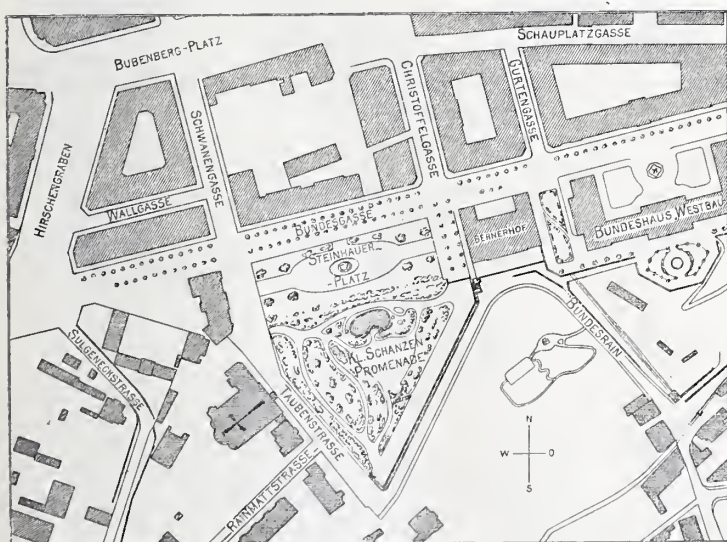 SCHAUPLATZGASSE
BUBENBERG-PLATZ
CHRISTOFFELGASSE
GURTENGASSE
SCHWANENGASSE
HIRSCHENGRABEN
WALLGASSE
BUNDESGASSE
BERNERHOF
BUNDESHAUS WESTBAU
STEINHAUER
-PLATZ
KL. SCHANZEN
PROMENADE
BUNDESRAIN
SULGENECKSTRASSE
TAUBENSTRASSE
RAINMATTSTRASSE
N
W
O
S